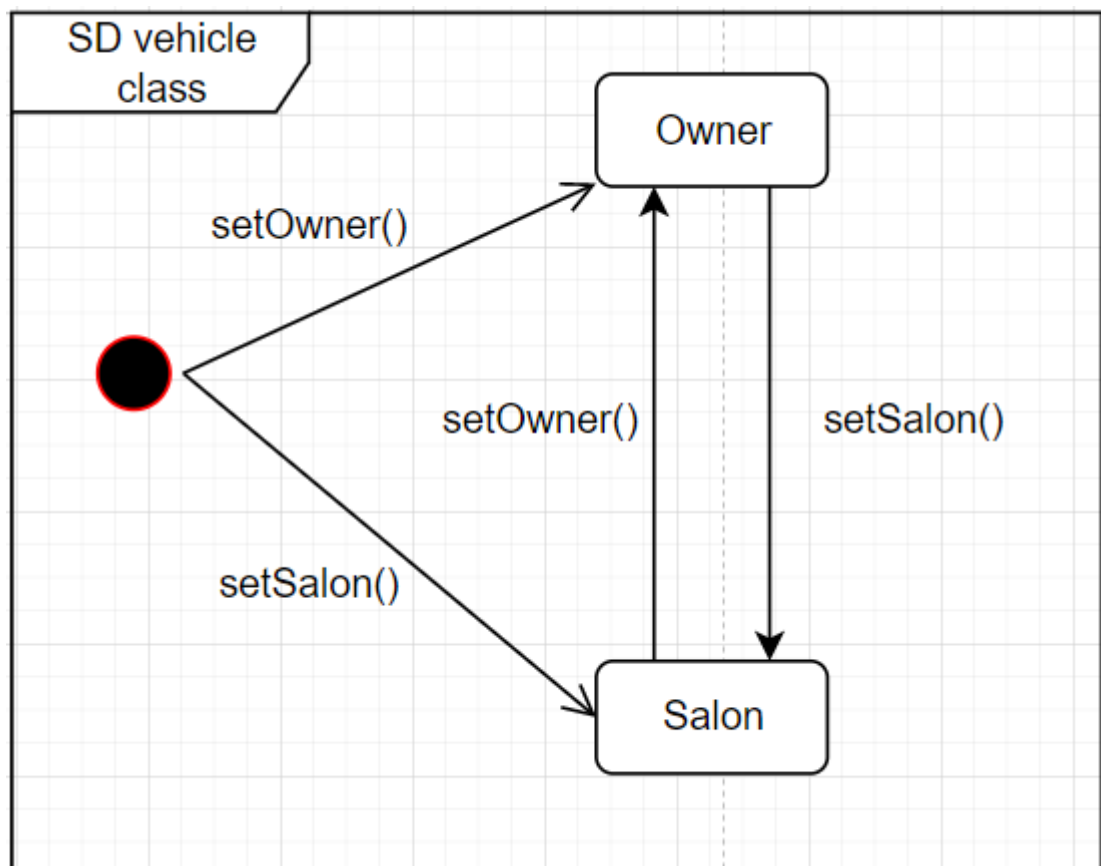 SD vehicle
class
Owner
setOwner()
setOwner()
setSalon()
setSalon()
Salon